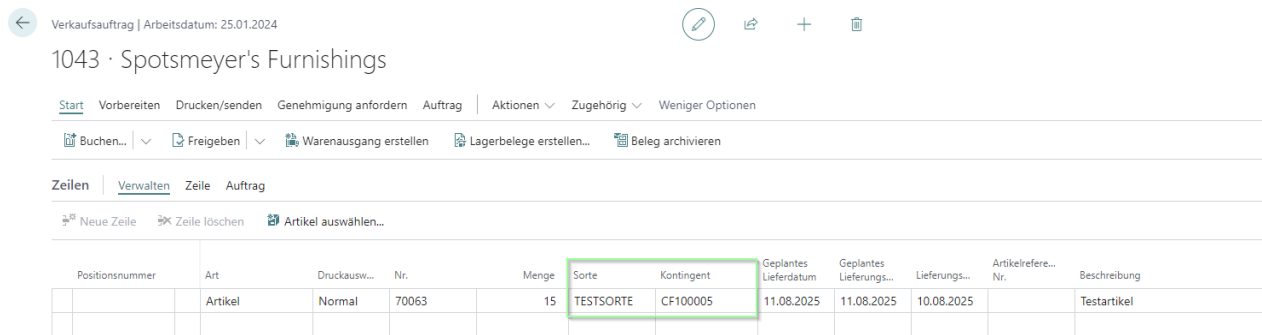 Verkaufsauftrag | Arbeitsdatum: 25.01.2024
1043 · Spotsmeyer's Furnishings
Start Vorbereiten Drucken/senden Genehmigung anfordern Auftrag Aktionen Zugehörig Weniger Optionen
Buchen... Freigeben Warenausgang erstellen Lagerbelege erstellen... Beleg archivieren
Zeilen Verwalten Zeile Auftrag
Neue Zeile Zeile löschen Artikel auswählen...
Positionsnummer Art Druckausw... Nr. Menge Sorte Kontingent Geplantes Lieferdatum Geplantes Lieferungs... Lieferungs... Artikelrefere... Nr. Beschreibung
Artikel Normal 70063 15 TESTSORTE CF100005 11.08.2025 11.08.2025 10.08.2025 Testartikel